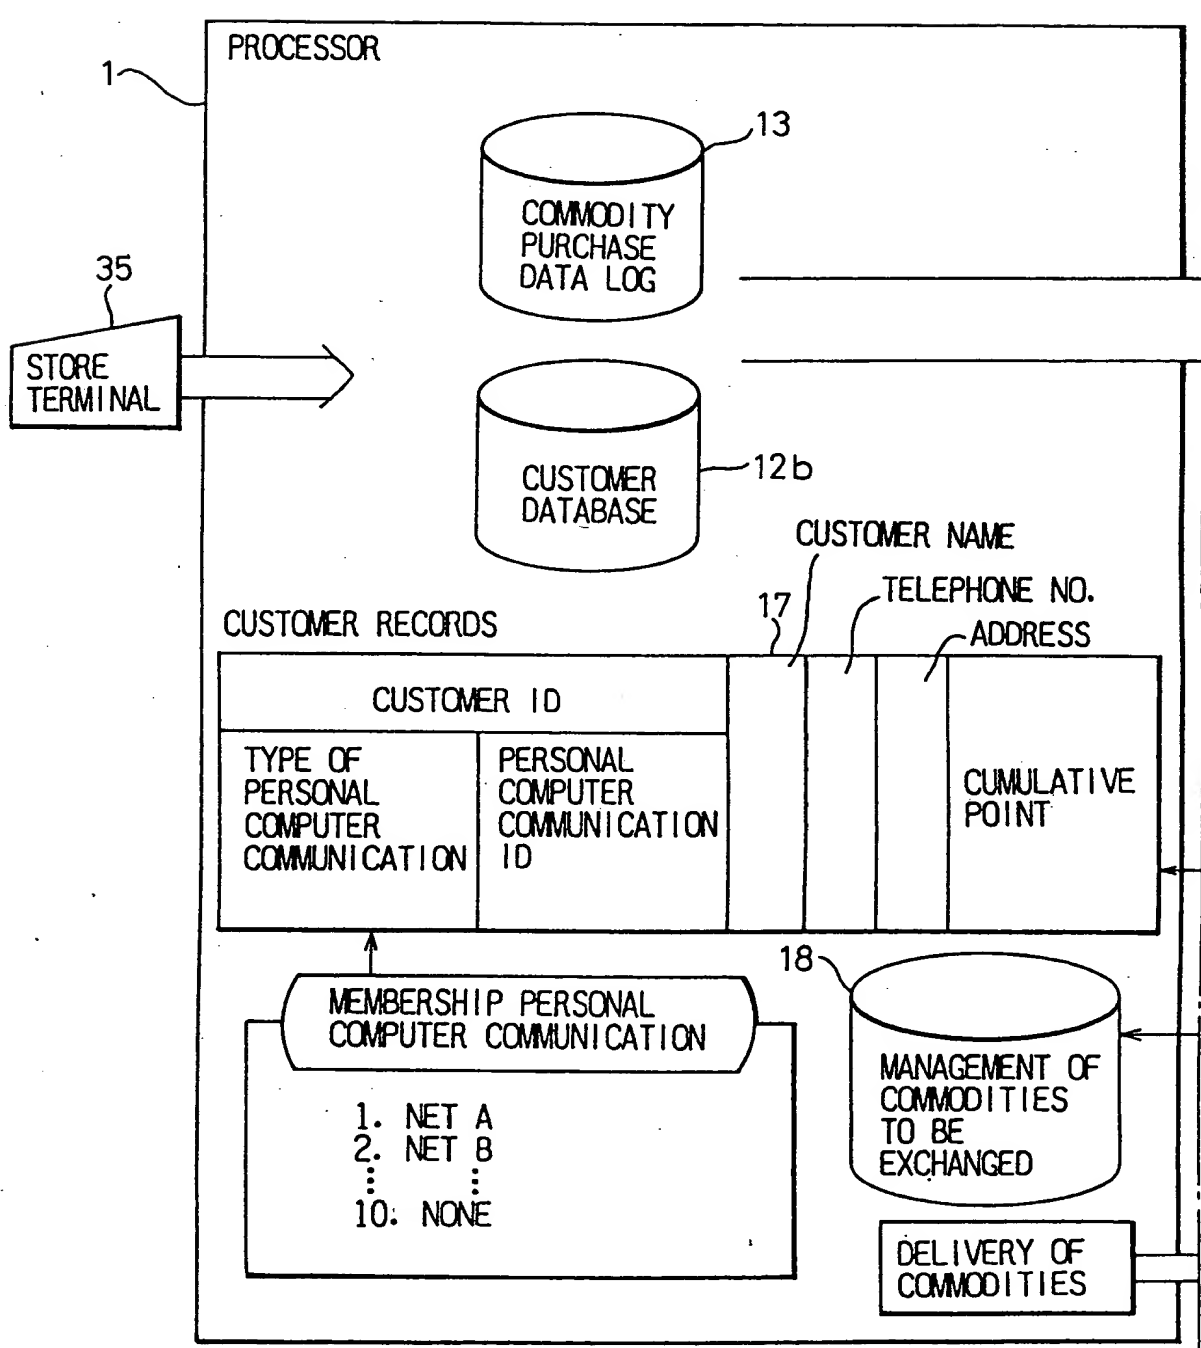 PROCESSOR
1
13
COMMODITY
PURCHASE
DATA LOG
35
STORE
TERMINAL
12b
CUSTOMER
DATABASE
CUSTOMER NAME
TELEPHONE NO.
17
ADDRESS
CUSTOMER RECORDS
CUSTOMER ID
TYPE OF
PERSONAL
COMPUTER
COMMUNICATION
PERSONAL
COMPUTER
COMMUNICATION
ID
CUMULATIVE
POINT
18
MEMBERSHIP PERSONAL
COMPUTER COMMUNICATION
1. NET A
2. NET B
10. NONE
MANAGEMENT OF
COMMODITIES
TO BE
EXCHANGED
DELIVERY OF
COMMODITIES